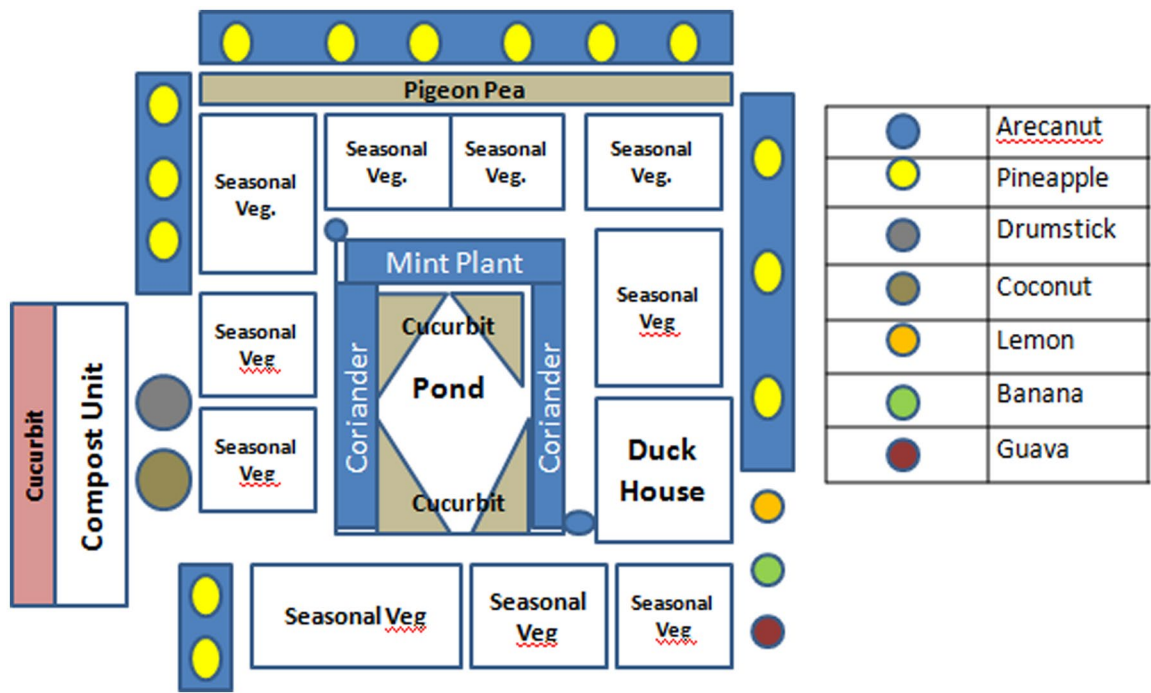 Pigeon Pea
Seasonal
Veg.
Seasonal
Veg.
Seasonal
Veg.
Seasonal
Veg.
Mint Plant
Seasonal
Veg
Cucurbit
Coriander
Pond
Coriander
Seasonal
Veg
Cucurbit
Compost Unit
Seasonal
Veg
Duck
House
Cucurbit
Seasonal Veg
Seasonal
Veg
Seasonal
Veg
Arecanut
Pineapple
Drumstick
Coconut
Lemon
Banana
Guava